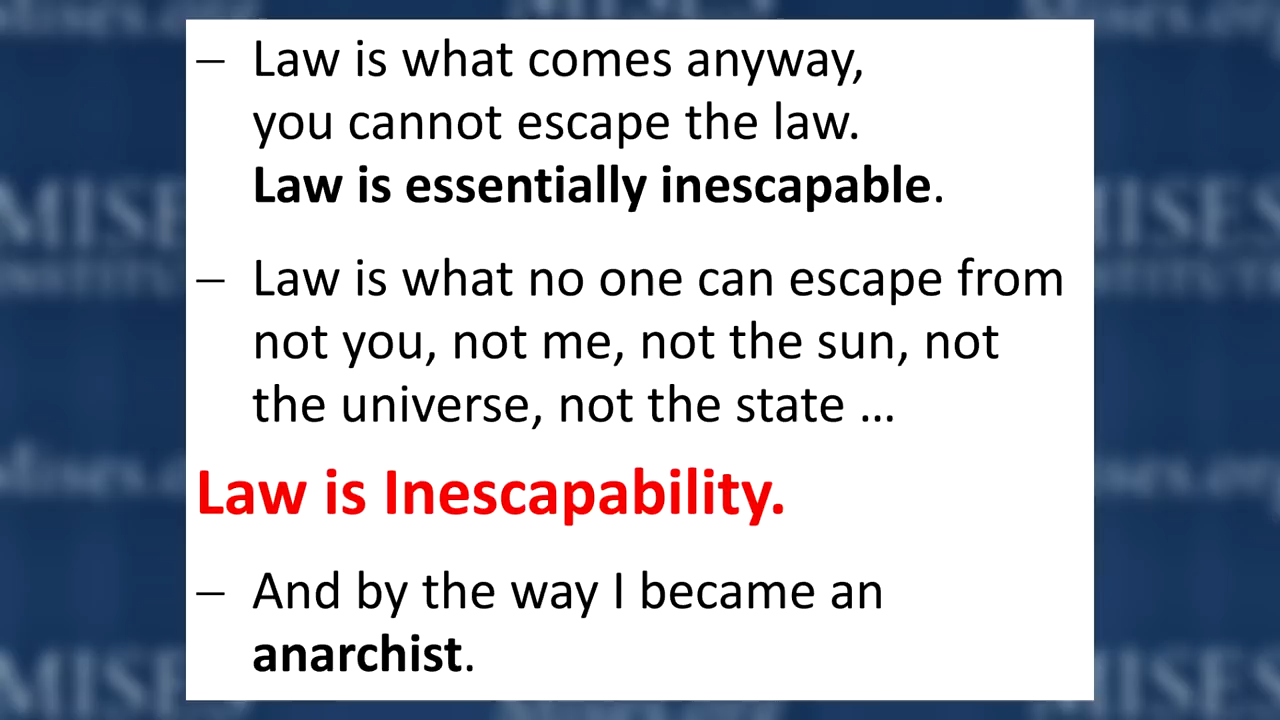 – Law is what comes anyway,
you cannot escape the law.
Law is essentially inescapable.
– Law is what no one can escape from
not you, not me, not the sun, not
the universe, not the state ...
Law is Inescapability.
– And by the way I became an
anarchist.